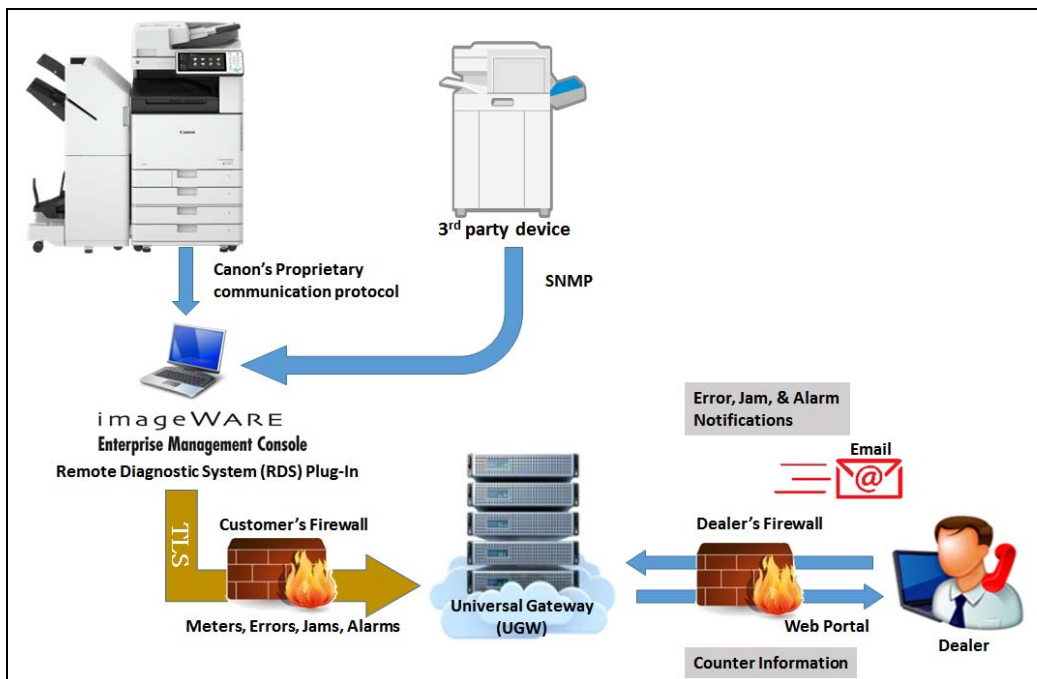 Canon
3rd party device
Canon's Proprietary
communication protocol
SNMP
imageWARE
Enterprise Management Console
Remote Diagnostic System (RDS) Plug-In
TLS
Customer's Firewall
Meters, Errors, Jams, Alarms
Universal Gateway
(UGW)
Error, Jam, & Alarm
Notifications
Email
@
Dealer's Firewall
Web Portal
Dealer
Counter Information